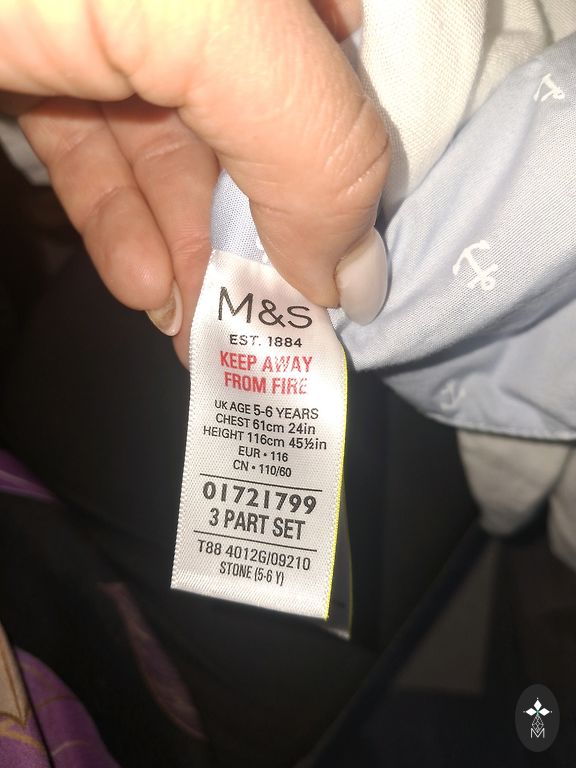 M&S
EST. 1884
KEEP AWAY
FROM FIRE
UK AGE 5-6 YEARS
CHEST 61cm 24in
HEIGHT 116cm 45½in
EUR • 116
CN • 110/60
01721799
3 PART SET
T88 4012G/09210
STONE (5-6 Y)
M